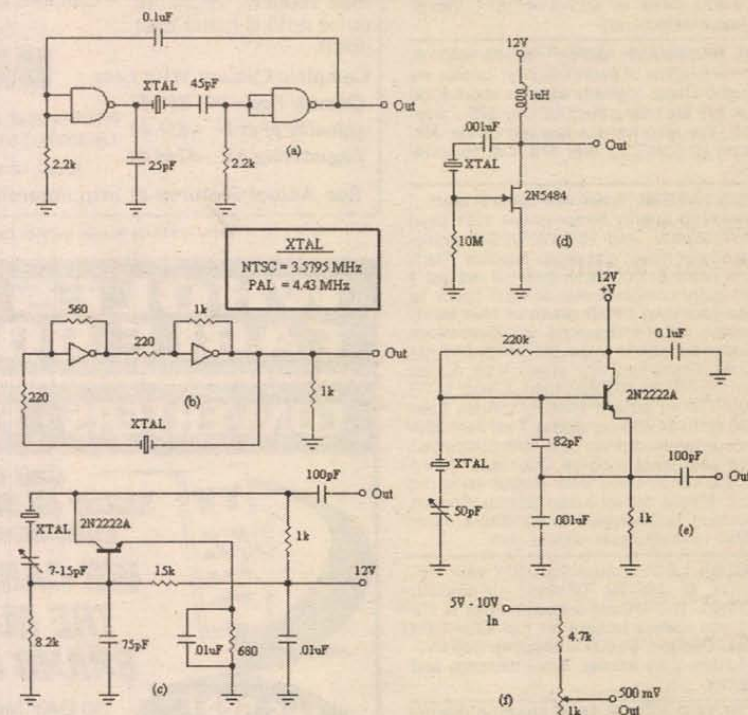 0.1uF
XTAL
45pF
Out
(a)
2.2k
25pF
2.2k
XTAL
NTSC = 3.5795 MHz
PAL = 4.43 MHz
560
1k
220
Out
220
(b)
1k
XTAL
100pF
Out
XTAL
2N2222A
1k
7-15pF
15k
12V
8.2k
75pF
.01uF
680
.01uF
(c)
12V
1uH
.001uF
Out
XTAL
2N5484
10M
(d)
12V
+V
220k
0.1uF
2N2222A
XTAL
82pF
100pF
Out
50pF
.001uF
1k
(e)
5V - 10V
In
4.7k
(f)
500 mV
Out
1k